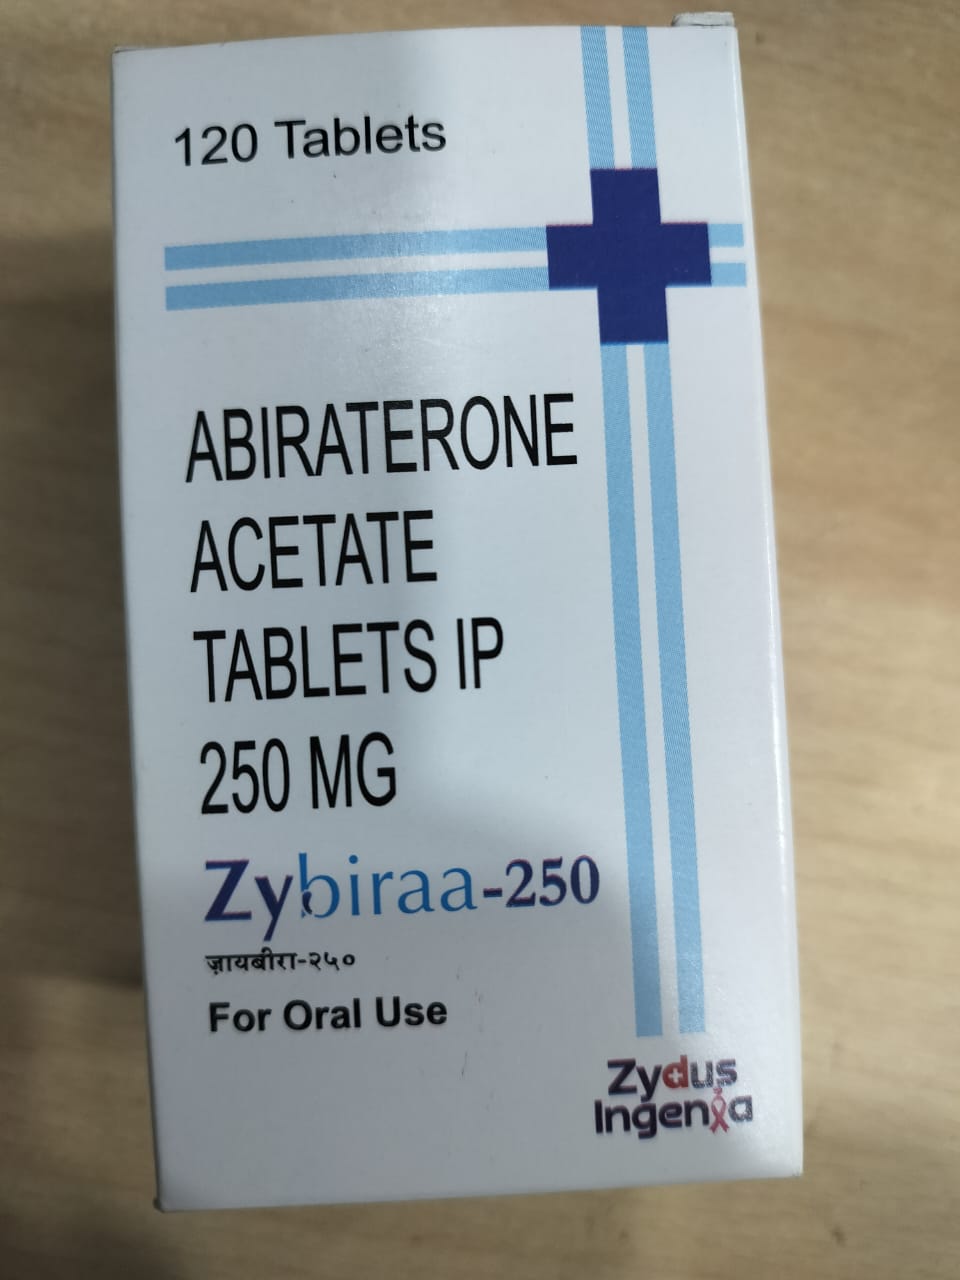 120 Tablets
ABIRATERONE
ACETATE
TABLETS IP
250 MG
Zybiraa-250
ज़ायबीरा-२५०
For Oral Use
Zydus
Ingenia